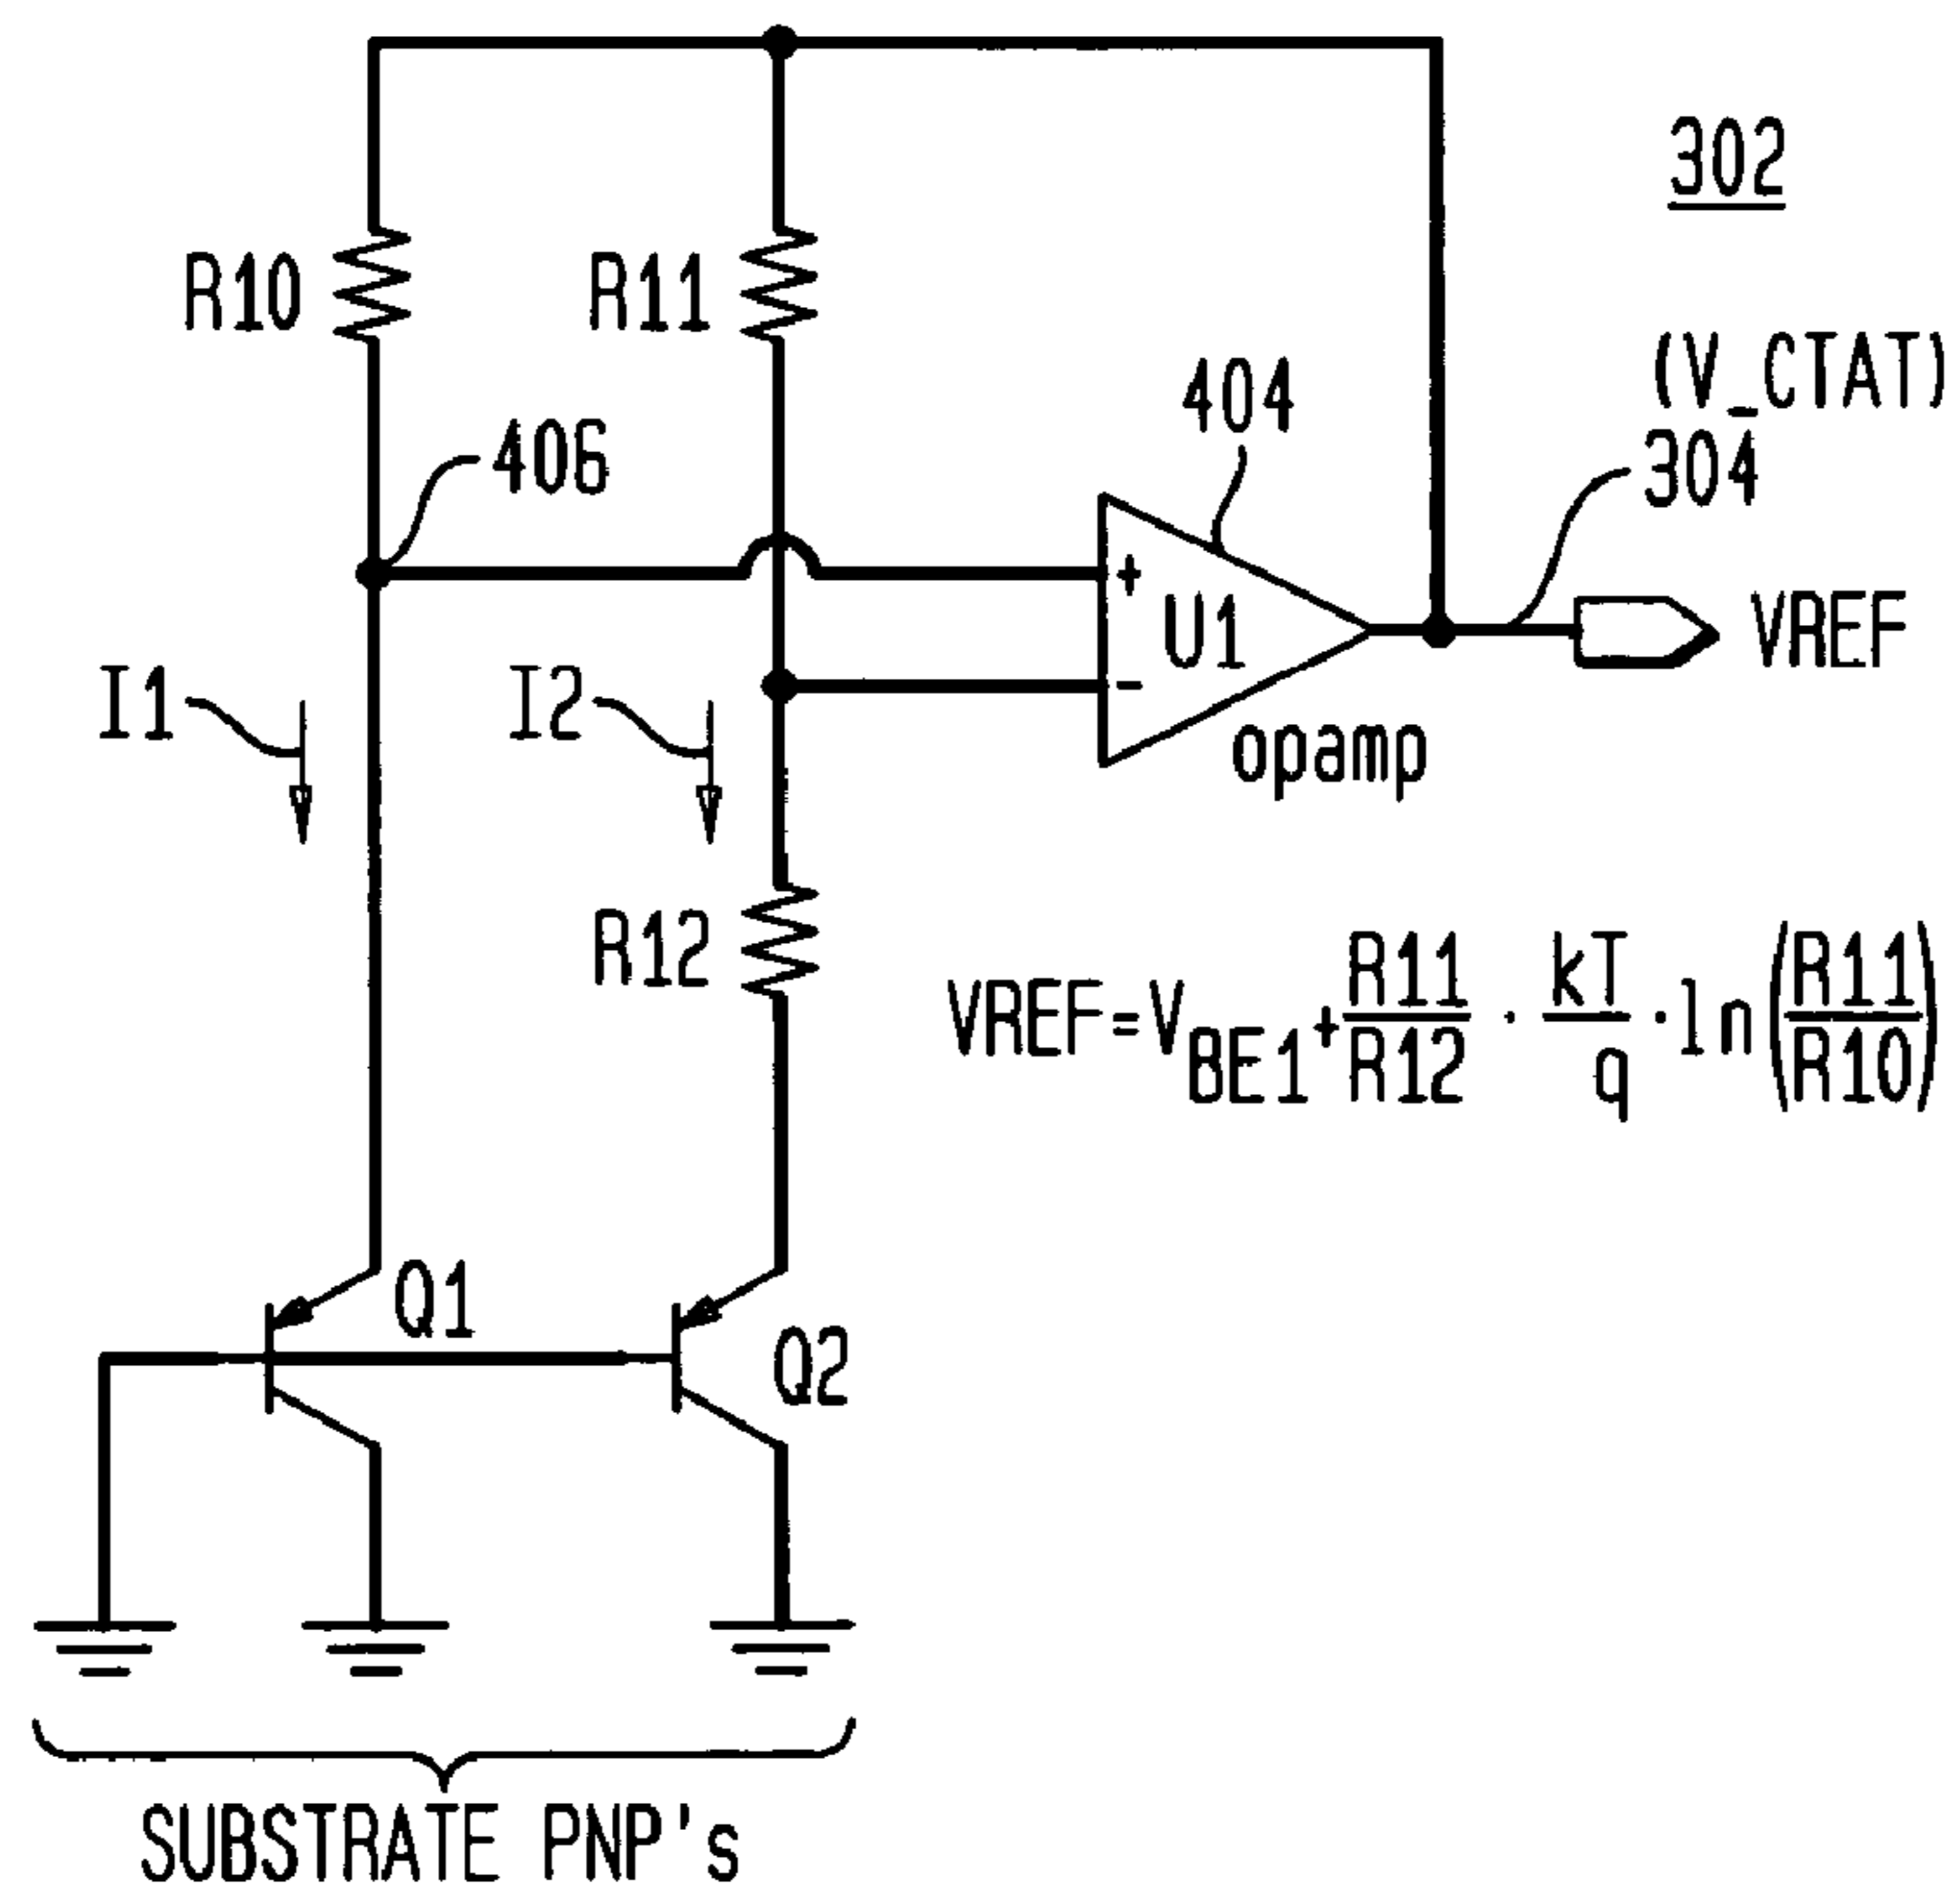 302
R10
R11
(V_CTAT)
404
304
406
+
U1
VREF
I1
I2
-
opamp
R12
VREF=V_BE1+R11/R12 · kT/q · ln(R11/R10)
Q1
Q2
SUBSTRATE PNP's